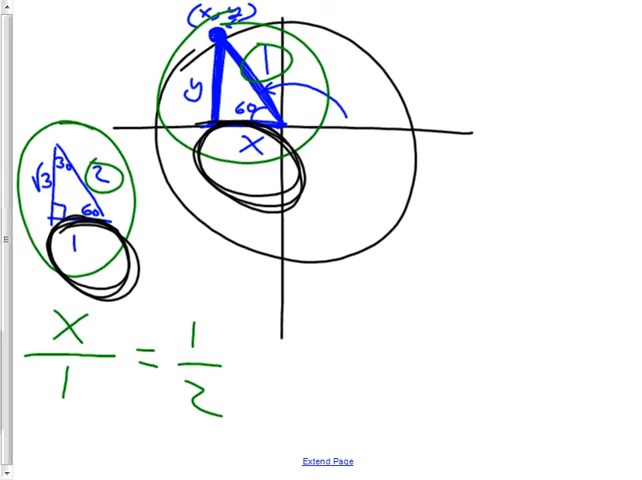 (x, y)
1
y
60
x
30
√3
2
60
1
x/1 = 1/2
Extend Page